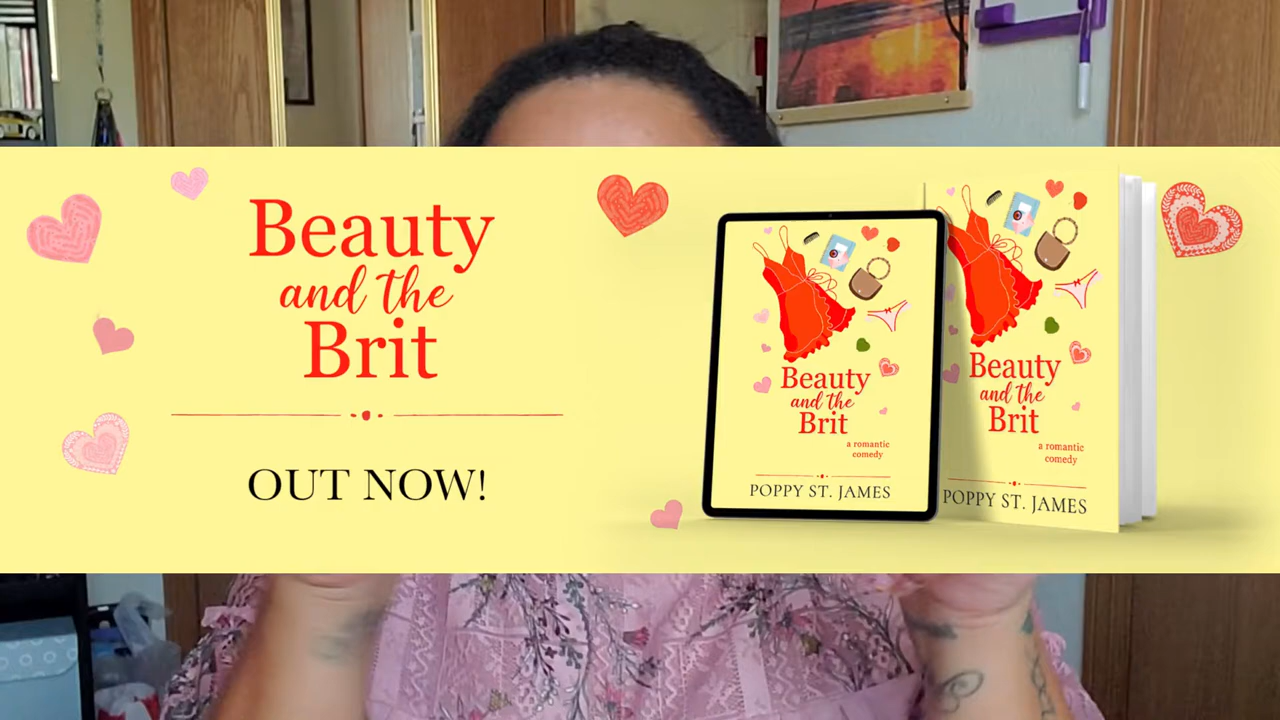 Beauty
and the
Brit
OUT NOW!
Beauty
and the
Brit
a romantic
comedy
POPPY ST. JAMES
Beauty
and the
Brit
a romantic
comedy
POPPY ST. JAMES